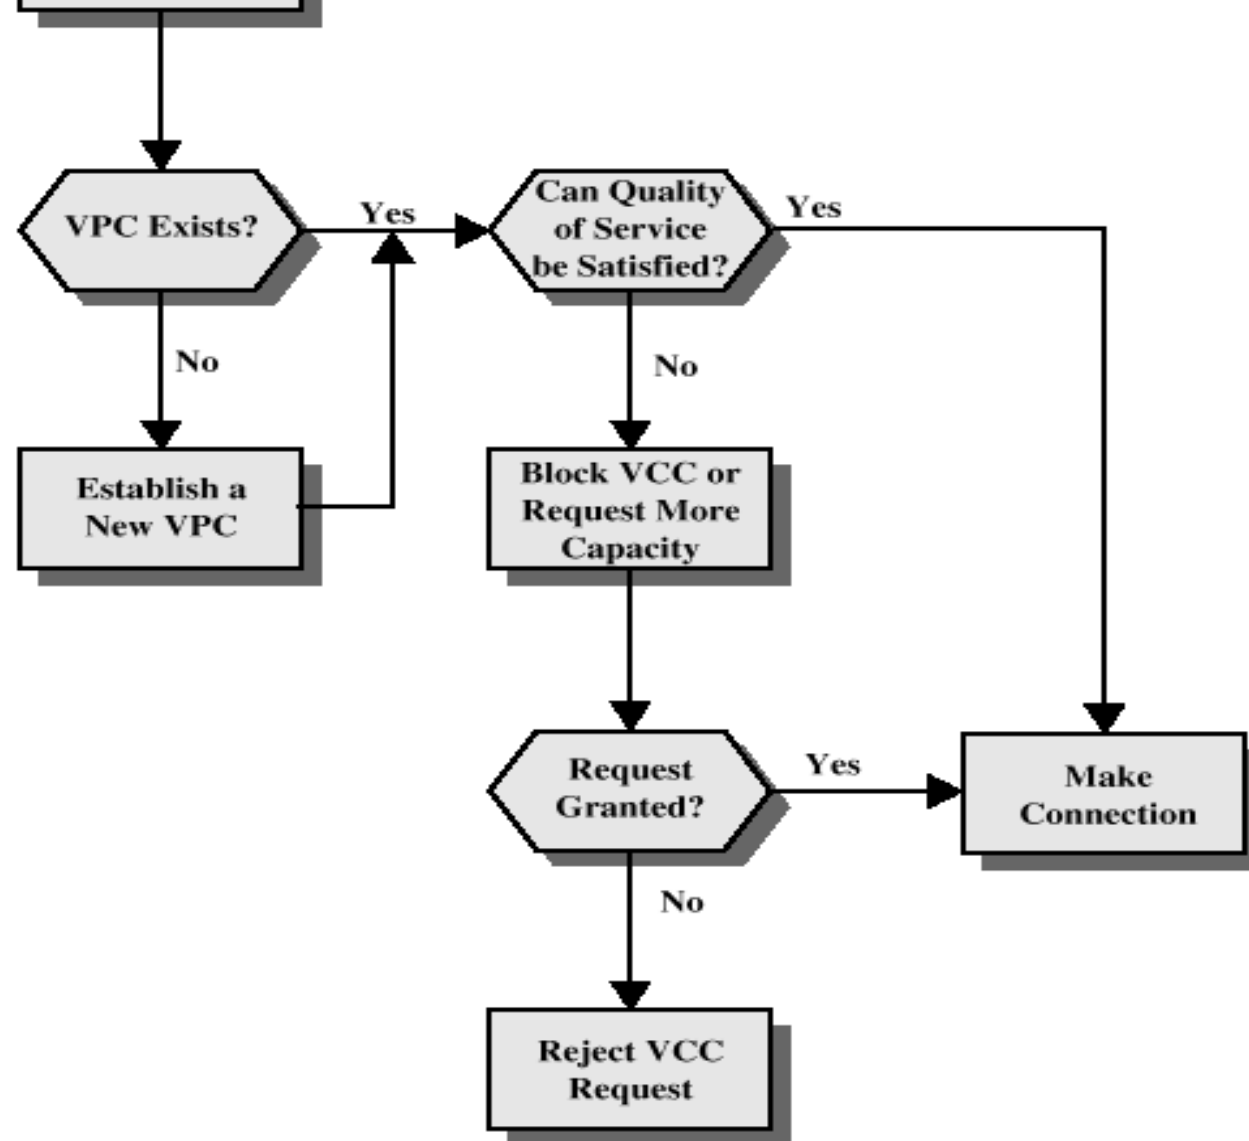 VPC Exists?
Yes
Can Quality
of Service
be Satisfied?
Yes
No
No
Establish a
New VPC
Block VCC or
Request More
Capacity
Request
Granted?
Yes
Make
Connection
No
Reject VCC
Request